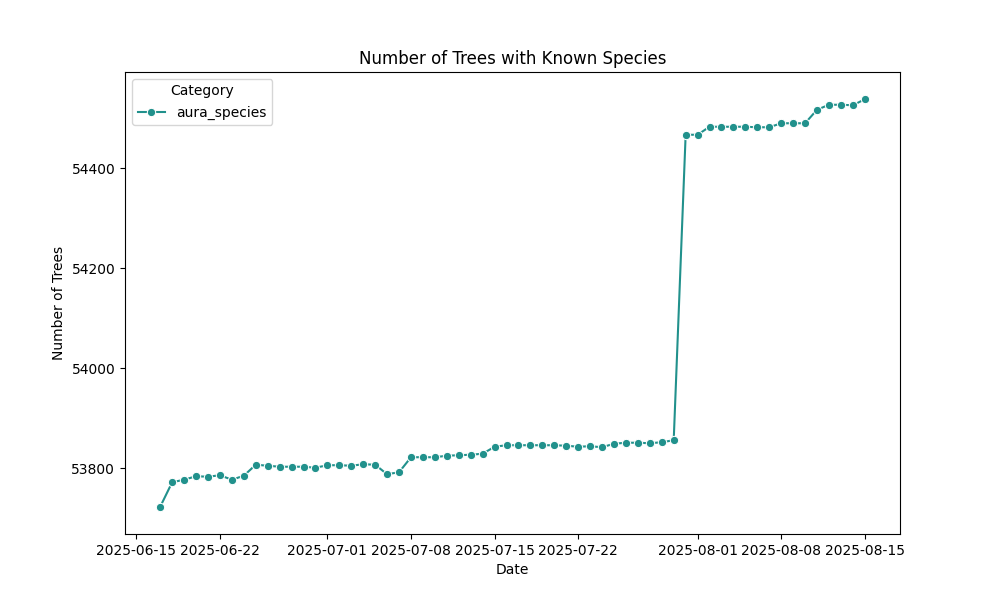 Number of Trees with Known Species
Category
aura_species
Number of Trees
54400
54200
54000
53800
2025-06-15 2025-06-22 2025-07-01 2025-07-08 2025-07-15 2025-07-22 2025-08-01 2025-08-08 2025-08-15
Date